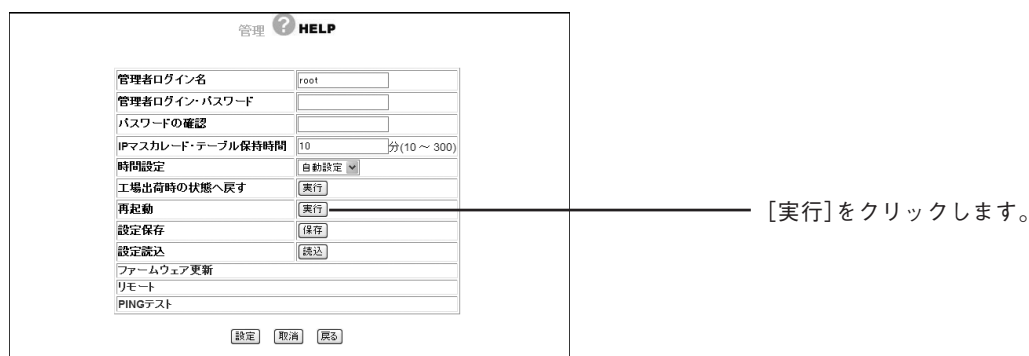 管理 ? HELP
管理者ログイン名 root
管理者ログイン･パスワード
パスワードの確認
IPマスカレード･テーブル保持時間 10 分(10 ～ 300)
時間設定 自動設定
工場出荷時の状態へ戻す 実行
再起動 実行
[実行]をクリックします。
設定保存 保存
設定読込 読込
ファームウェア更新
リモート
PINGテスト
設定 取消 戻る